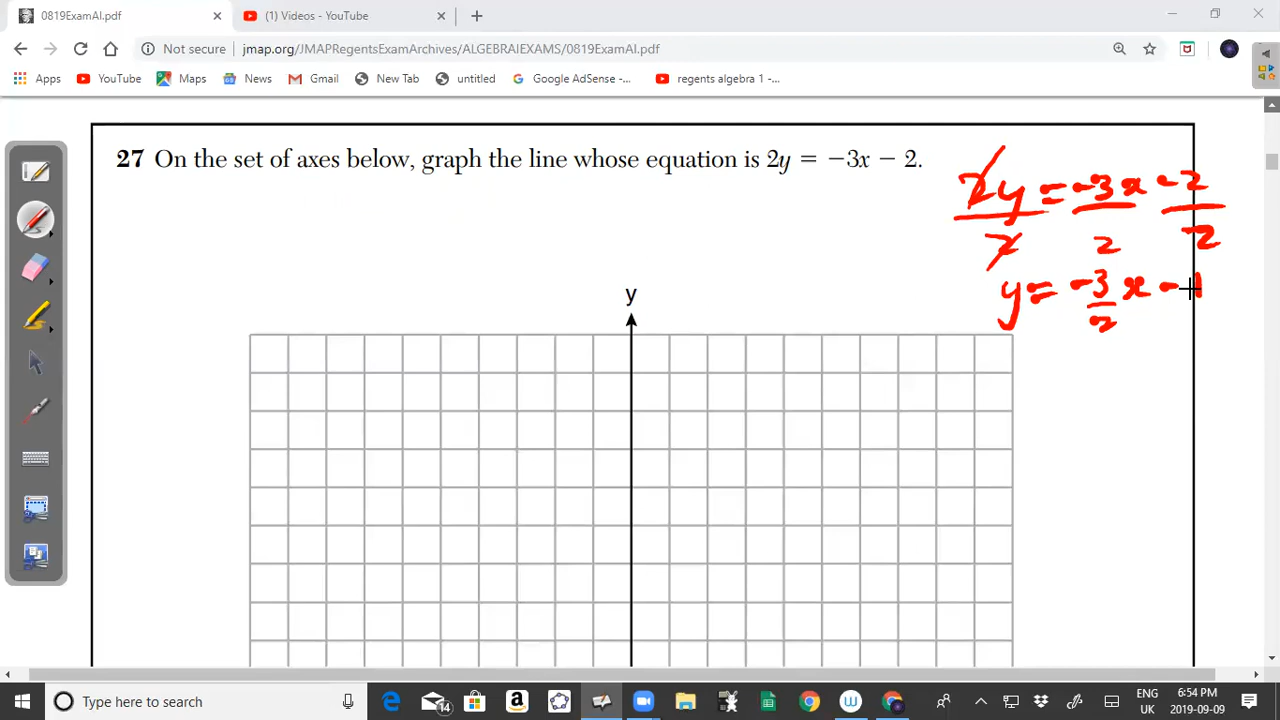 0819ExamAI.pdf
(1) Videos - YouTube
Not secure
jmap.org/JMAPRegentsExamArchives/ALGEBRAIEXAMS/0819ExamAI.pdf
Apps YouTube Maps News Gmail New Tab untitled Google AdSense -... regents algebra 1 -...
27 On the set of axes below, graph the line whose equation is 2y = −3x − 2.
2y = -3x -2
2 2 2
y = -3/2 x -1
y
Type here to search
14
ENG
UK
6:54 PM
2019-09-09